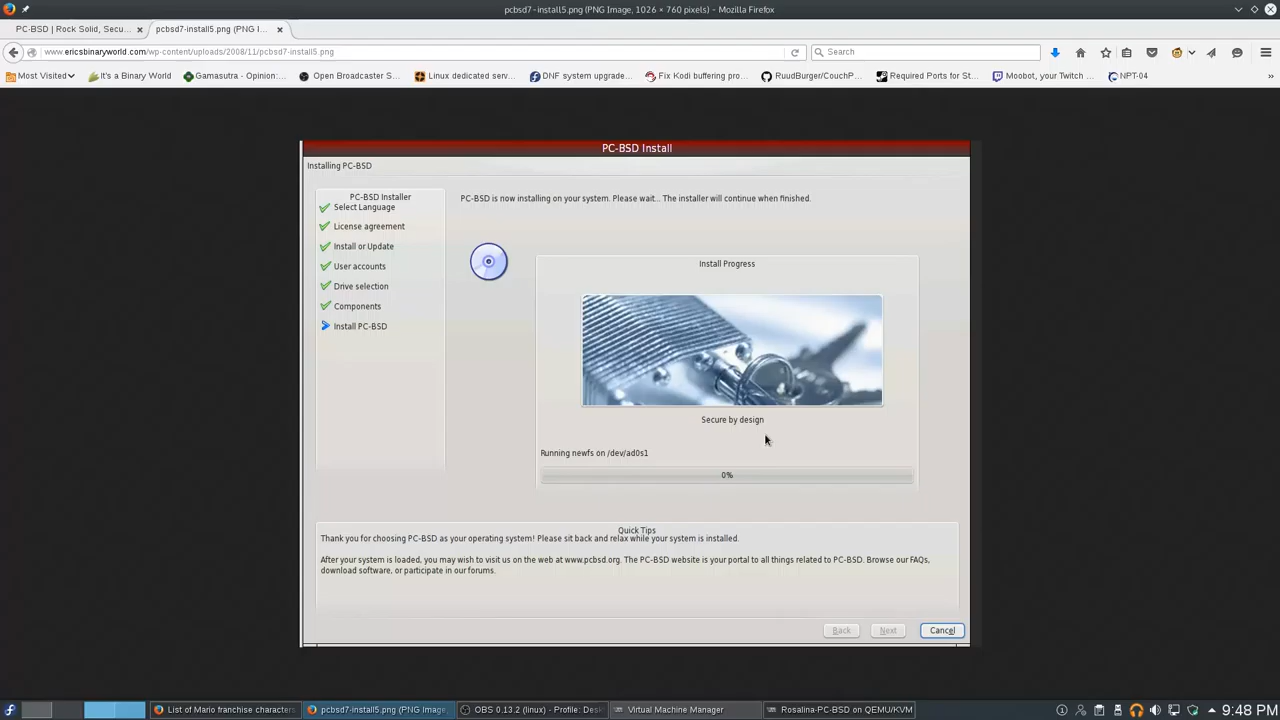 pcbsd7-install5.png (PNG Image, 1026 × 760 pixels) - Mozilla Firefox
PC-BSD | Rock Solid, Secu... × pcbsd7-install5.png (PNG I... ×
www.ericsbinaryworld.com/wp-content/uploads/2008/11/pcbsd7-install5.png Search
Most Visited It's a Binary World Gamasutra - Opinion:... Open Broadcaster S... Linux dedicated serv... DNF system upgrade... Fix Kodi buffering pro... RuudBurger/CouchP... Required Ports for St... Moobot, your Twitch ... NPT-04 »
PC-BSD Install
Installing PC-BSD
PC-BSD Installer
Select Language
License agreement
Install or Update
User accounts
Drive selection
Components
Install PC-BSD
PC-BSD is now installing on your system. Please wait... The installer will continue when finished.
Install Progress
Secure by design
Running newfs on /dev/ad0s1
0%
Quick Tips
Thank you for choosing PC-BSD as your operating system! Please sit back and relax while your system is installed.
After your system is loaded, you may wish to visit us on the web at www.pcbsd.org. The PC-BSD website is your portal to all things related to PC-BSD. Browse our FAQs,
download software, or participate in our forums.
Back Next Cancel
List of Mario franchise characters pcbsd7-install5.png (PNG Image, OBS 0.13.2 (linux) - Profile: Desk Virtual Machine Manager Rosalina-PC-BSD on QEMU/KVM 9:48 PM